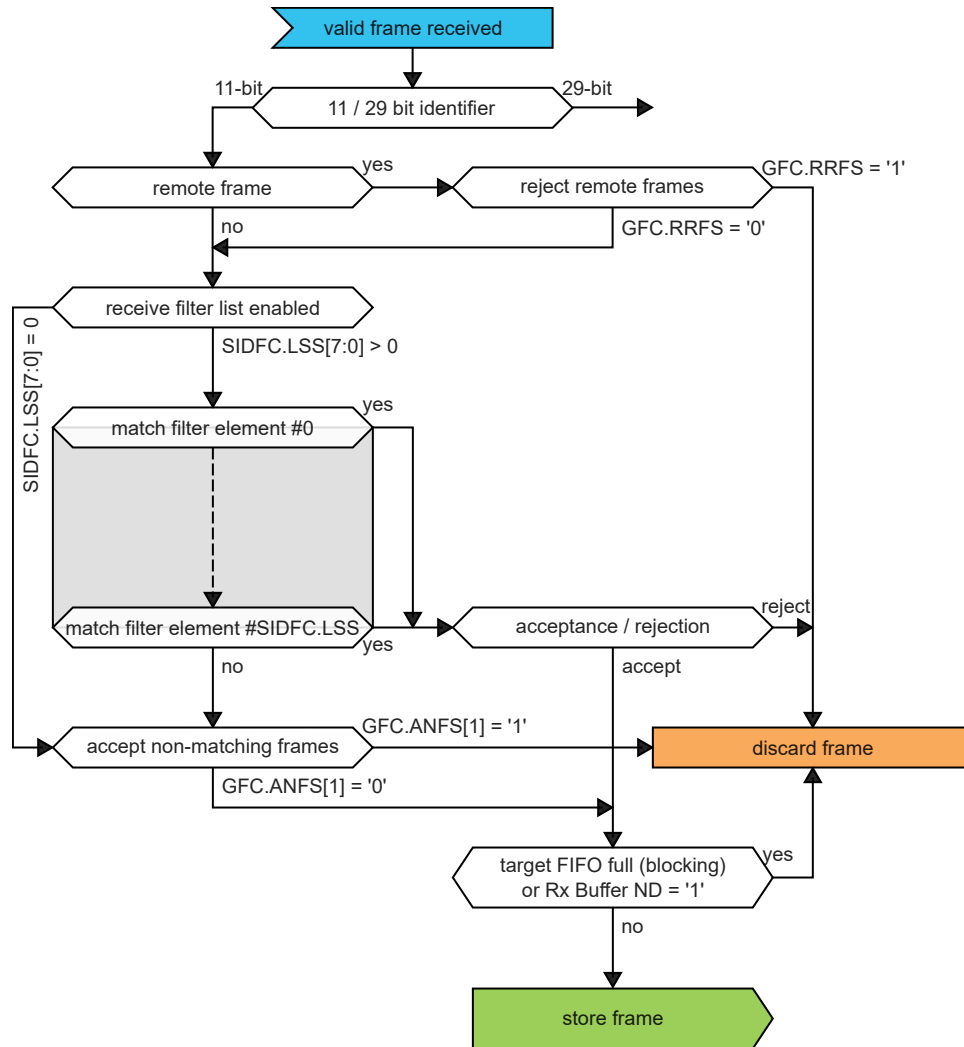 valid frame received
11-bit
29-bit
11 / 29 bit identifier
yes
GFC.RRFS = '1'
remote frame
reject remote frames
no
GFC.RRFS = '0'
receive filter list enabled
SIDFC.LSS[7:0] = 0
SIDFC.LSS[7:0] > 0
yes
match filter element #0
reject
match filter element #SIDFC.LSS
acceptance / rejection
yes
no
accept
GFC.ANFS[1] = '1'
accept non-matching frames
discard frame
GFC.ANFS[1] = '0'
yes
target FIFO full (blocking)
or Rx Buffer ND = '1'
no
store frame